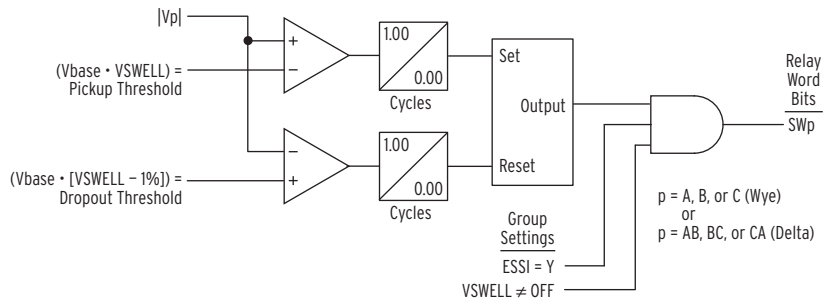 |Vp|
1.00
0.00
Cycles
(Vbase • VSWELL) =
Pickup Threshold
+
−
Set
Output
Reset
Relay
Word
Bits
SWp
−
+
1.00
0.00
Cycles
(Vbase • [VSWELL − 1%]) =
Dropout Threshold
p = A, B, or C (Wye)
or
p = AB, BC, or CA (Delta)
Group
Settings
ESSI = Y
VSWELL ≠ OFF